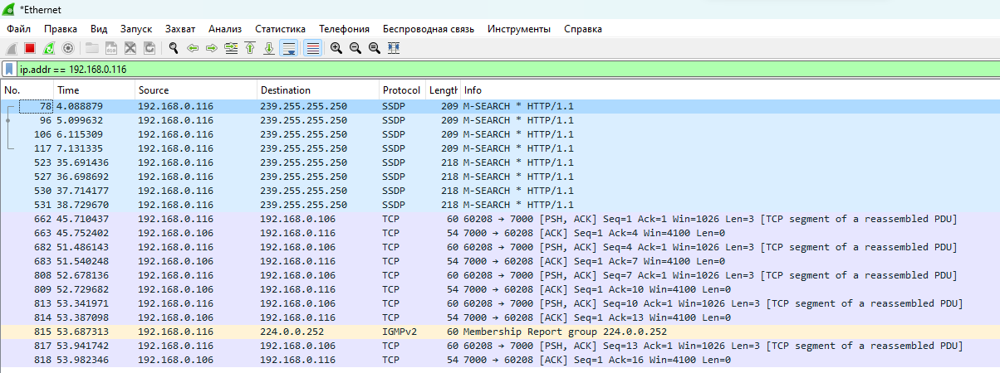 *Ethernet
Файл Правка Вид Запуск Захват Анализ Статистика Телефония Беспроводная связь Инструменты Справка
ip.addr == 192.168.0.116
No. Time Source Destination Protocol Length Info
78 4.088879 192.168.0.116 239.255.255.250 SSDP 209 M-SEARCH * HTTP/1.1
96 5.099632 192.168.0.116 239.255.255.250 SSDP 209 M-SEARCH * HTTP/1.1
106 6.115309 192.168.0.116 239.255.255.250 SSDP 209 M-SEARCH * HTTP/1.1
117 7.131335 192.168.0.116 239.255.255.250 SSDP 209 M-SEARCH * HTTP/1.1
523 35.691436 192.168.0.116 239.255.255.250 SSDP 218 M-SEARCH * HTTP/1.1
527 36.698692 192.168.0.116 239.255.255.250 SSDP 218 M-SEARCH * HTTP/1.1
530 37.714177 192.168.0.116 239.255.255.250 SSDP 218 M-SEARCH * HTTP/1.1
531 38.729670 192.168.0.116 239.255.255.250 SSDP 218 M-SEARCH * HTTP/1.1
662 45.710437 192.168.0.116 192.168.0.106 TCP 60 60208 → 7000 [PSH, ACK] Seq=1 Ack=1 Win=1026 Len=3 [TCP segment of a reassembled PDU]
663 45.752402 192.168.0.106 192.168.0.116 TCP 54 7000 → 60208 [ACK] Seq=1 Ack=4 Win=4100 Len=0
682 51.486143 192.168.0.116 192.168.0.106 TCP 60 60208 → 7000 [PSH, ACK] Seq=4 Ack=1 Win=1026 Len=3 [TCP segment of a reassembled PDU]
683 51.540248 192.168.0.106 192.168.0.116 TCP 54 7000 → 60208 [ACK] Seq=1 Ack=7 Win=4100 Len=0
808 52.678136 192.168.0.116 192.168.0.106 TCP 60 60208 → 7000 [PSH, ACK] Seq=7 Ack=1 Win=1026 Len=3 [TCP segment of a reassembled PDU]
809 52.729682 192.168.0.106 192.168.0.116 TCP 54 7000 → 60208 [ACK] Seq=1 Ack=10 Win=4100 Len=0
813 53.341971 192.168.0.116 192.168.0.106 TCP 60 60208 → 7000 [PSH, ACK] Seq=10 Ack=1 Win=1026 Len=3 [TCP segment of a reassembled PDU]
814 53.387098 192.168.0.106 192.168.0.116 TCP 54 7000 → 60208 [ACK] Seq=1 Ack=13 Win=4100 Len=0
815 53.687313 192.168.0.116 224.0.0.252 IGMPv2 60 Membership Report group 224.0.0.252
817 53.941742 192.168.0.116 192.168.0.106 TCP 60 60208 → 7000 [PSH, ACK] Seq=13 Ack=1 Win=1026 Len=3 [TCP segment of a reassembled PDU]
818 53.982346 192.168.0.106 192.168.0.116 TCP 54 7000 → 60208 [ACK] Seq=1 Ack=16 Win=4100 Len=0